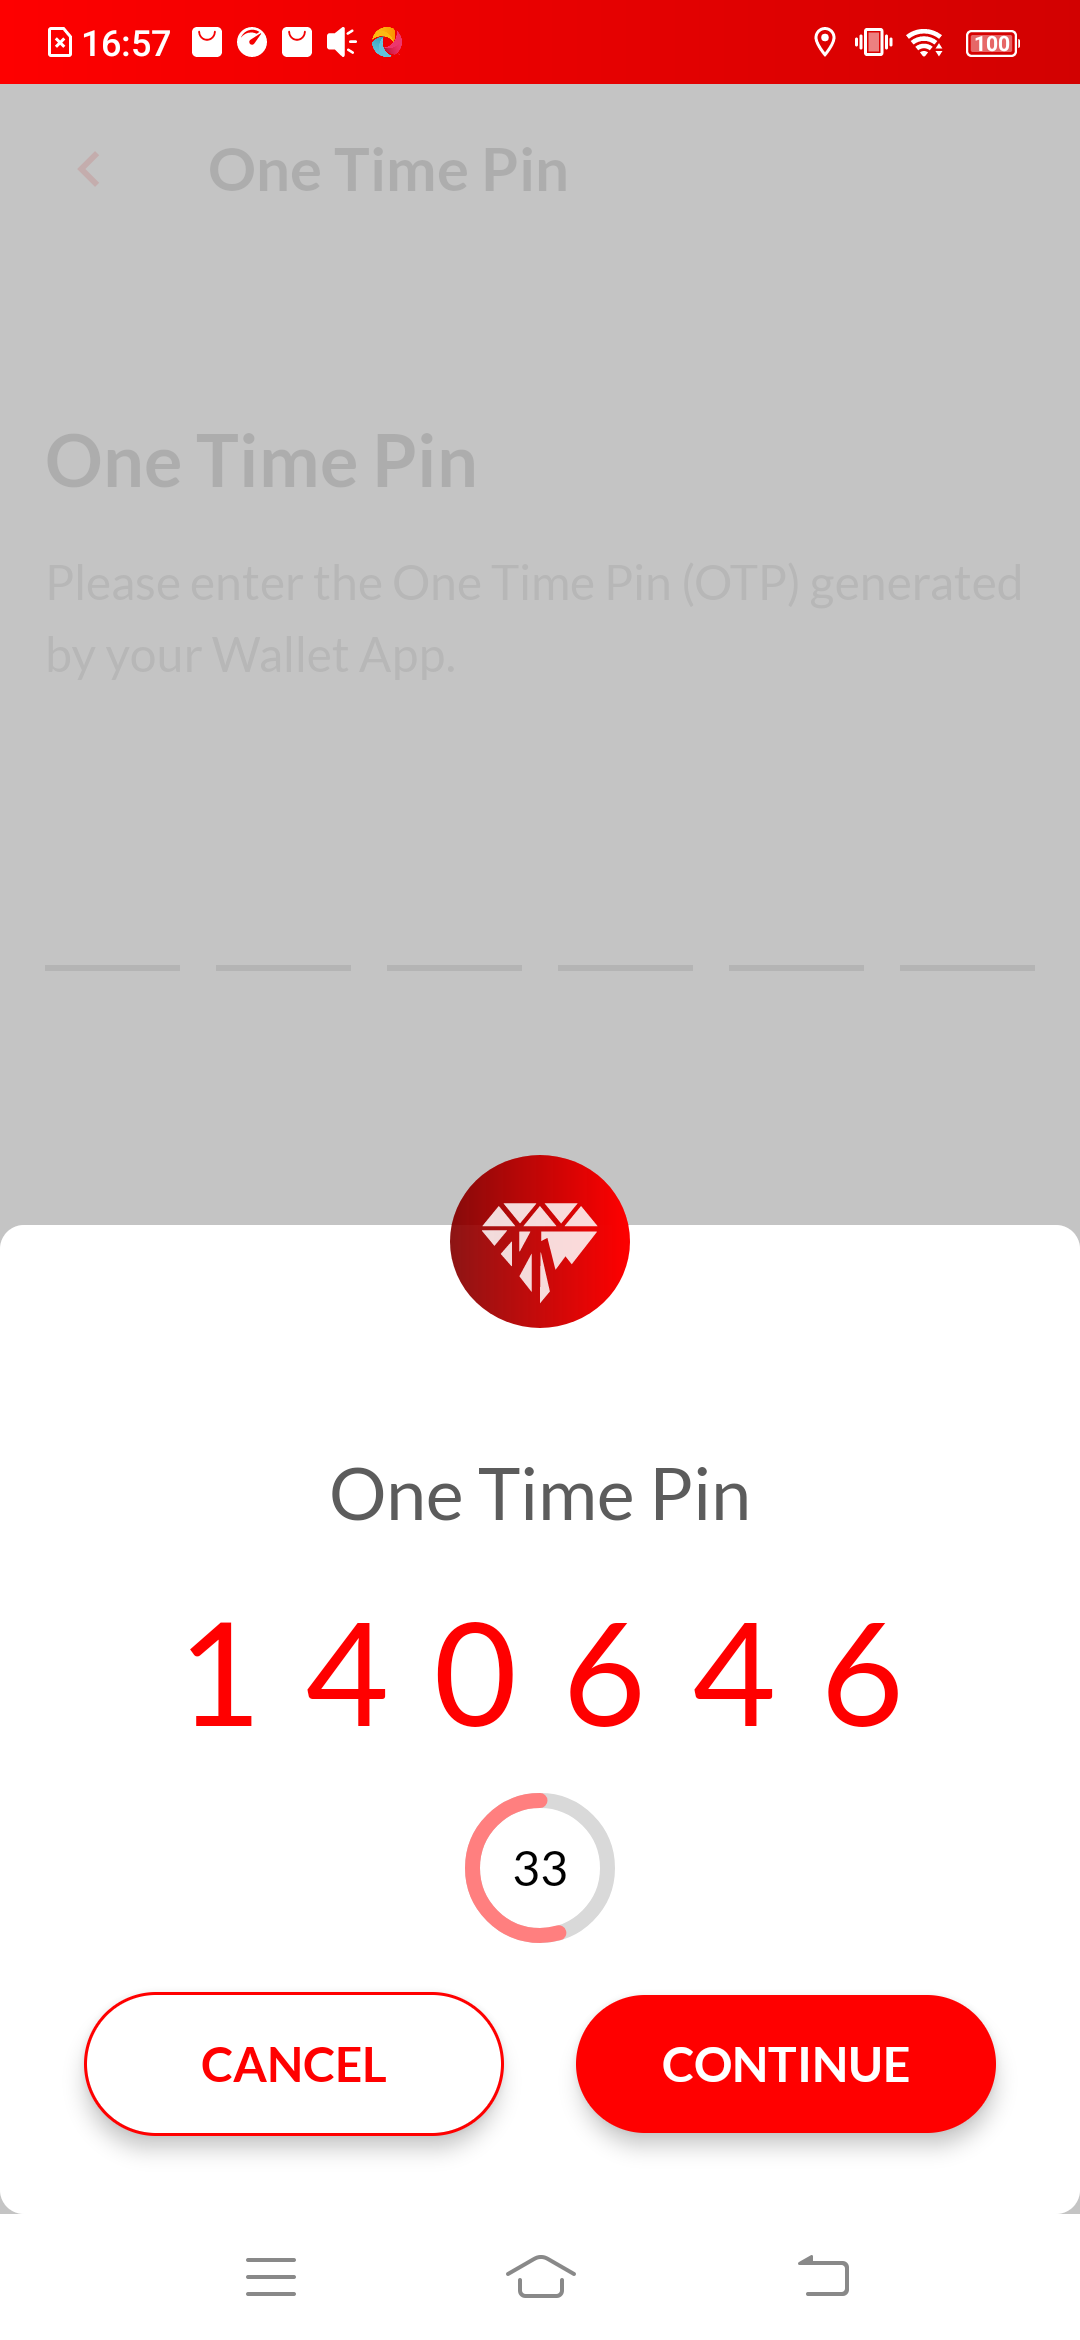 16:57
100
One Time Pin
One Time Pin
Please enter the One Time Pin (OTP) generated
by your Wallet App.
One Time Pin
1 4 0 6 4 6
33
CANCEL
CONTINUE